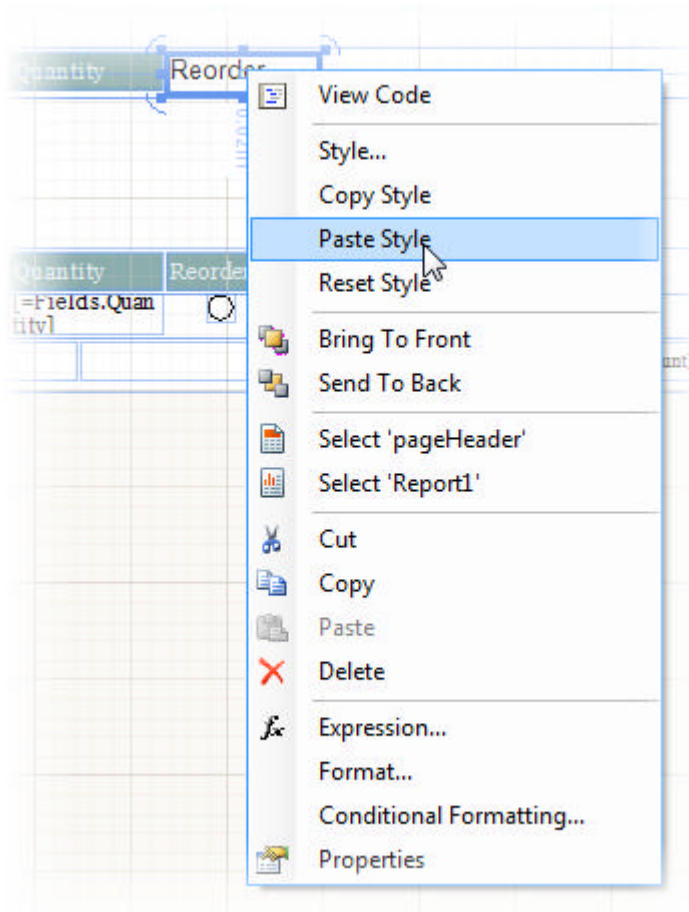 Quantity Reorder
View Code
Style...
Copy Style
Paste Style
Reset Style
Quantity Reorder
[=Fields.Quan
tity]
Bring To Front
Send To Back
Select 'pageHeader'
Select 'Report1'
Cut
Copy
Paste
Delete
Expression...
Format...
Conditional Formatting...
Properties